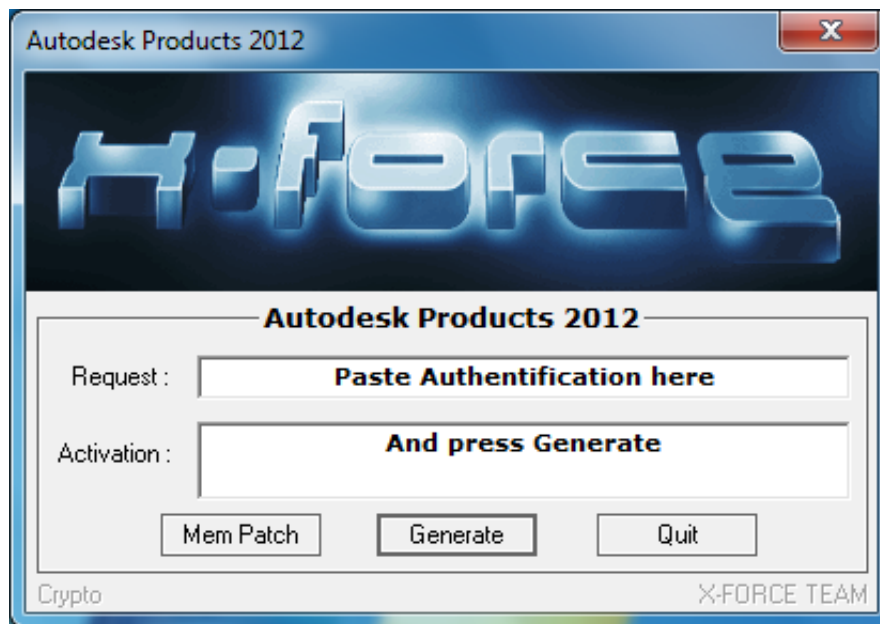 Autodesk Products 2012
x-force
Autodesk Products 2012
Request :
Paste Authentification here
Activation :
And press Generate
Mem Patch
Generate
Quit
Crypto
X-FORCE TEAM